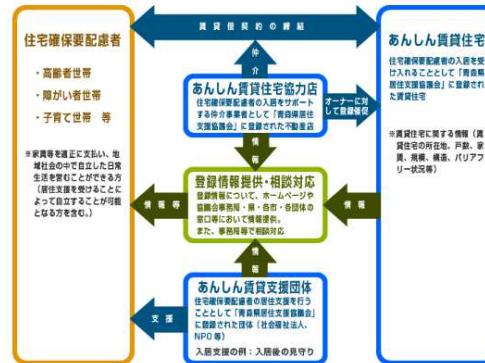 賃貸借契約の締結
住宅確保要配慮者
・高齢者世帯
・障がい者世帯
・子育て世帯　等
※家賃等を適正に支払い、地
域社会の中で自立した日常
生活を営むことができる方
（居住支援を受けることによ
って自立することが可能
となる方を含む。）
仲介
あんしん賃貸住宅協力店
住宅確保要配慮者の入居をサポート
する仲介事業者として「青森県居住
支援協議会」に登録された不動産店
オーナーに対
して登録催促
あんしん賃貸住宅
住宅確保要配慮者の入居を受
け入れることとして「青森県
居住支援協議会」に登録され
た賃貸住宅
※賃貸住宅に関する情報（賃
貸住宅の所在地、戸数、家
賃、規模、構造、バリアフ
リー状況等）
情報
登録情報提供・相談対応
登録情報について、ホームページや
協議会事務局・県・各市・各団体の
窓口等において情報提供。
また、事務局等で相談対応
情報等
情報
情報
あんしん賃貸支援団体
住宅確保要配慮者の居住支援を行う
こととして「青森県居住支援協議会」
に登録された団体（社会福祉法人、
NPO 等）
入居支援の例：入居後の見守り
支援